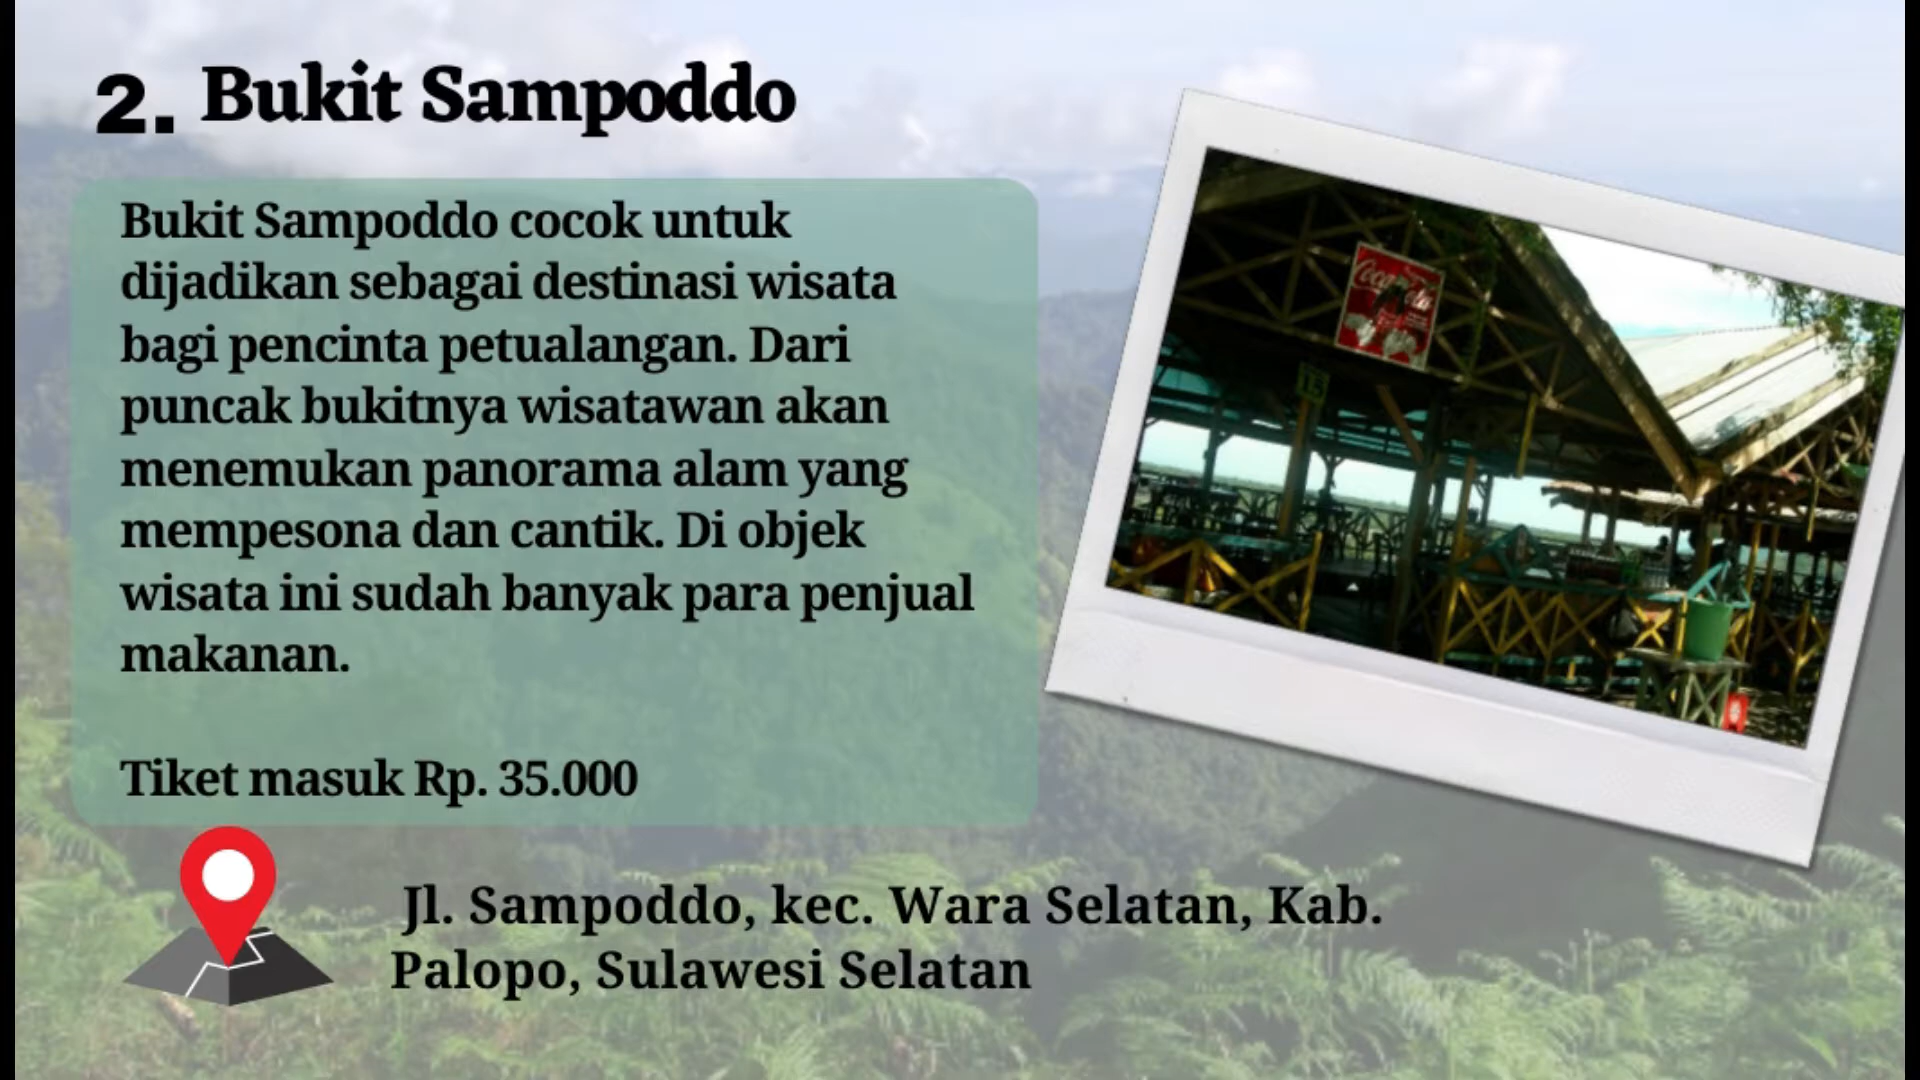 2. Bukit Sampoddo
Bukit Sampoddo cocok untuk
dijadikan sebagai destinasi wisata
bagi pencinta petualangan. Dari
puncak bukitnya wisatawan akan
menemukan panorama alam yang
mempesona dan cantik. Di objek
wisata ini sudah banyak para penjual
makanan.
Tiket masuk Rp. 35.000
Jl. Sampoddo, kec. Wara Selatan, Kab.
Palopo, Sulawesi Selatan
Coca-Cola